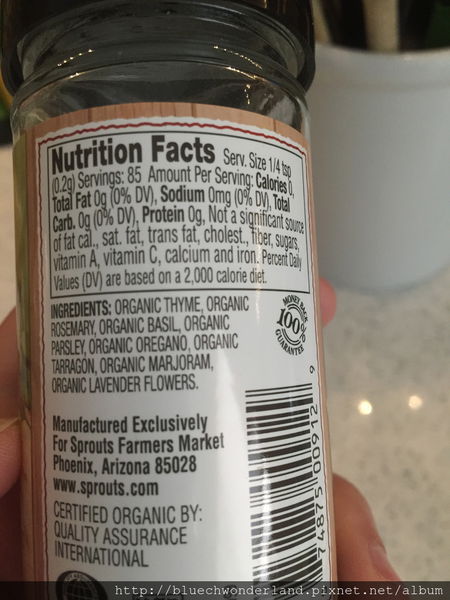 Nutrition Facts Serv. Size 1/4 tsp
(0.2g) Servings: 85 Amount Per Serving: Calories 0,
Total Fat 0g (0% DV), Sodium 0mg (0% DV), Total
Carb. 0g (0% DV), Protein 0g, Not a significant source
of fat cal., sat. fat, trans fat, cholest., fiber, sugars,
vitamin A, vitamin C, calcium and iron. Percent Daily
Values (DV) are based on a 2,000 calorie diet.
INGREDIENTS: ORGANIC THYME, ORGANIC
ROSEMARY, ORGANIC BASIL, ORGANIC
PARSLEY, ORGANIC OREGANO, ORGANIC
TARRAGON, ORGANIC MARJORAM,
ORGANIC LAVENDER FLOWERS.
MONEY BACK
100%
GUARANTEE
Manufactured Exclusively
For Sprouts Farmers Market
Phoenix, Arizona 85028
www.sprouts.com
CERTIFIED ORGANIC BY:
QUALITY ASSURANCE
INTERNATIONAL
7 4875 00912 9
http://bluechwonderland.pixnet.net/album